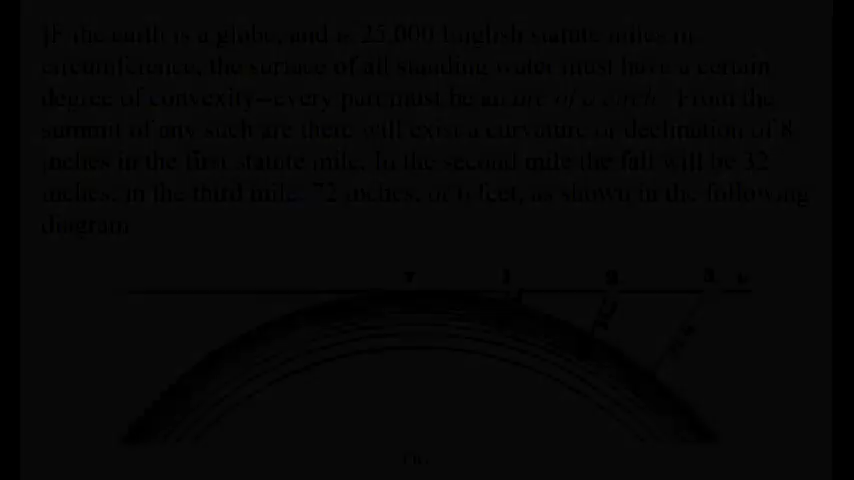 IF the earth is a globe, and is 25,000 English statute miles in
circumference, the surface of all standing water must have a certain
degree of convexity--every part must be an arc of a circle. From the
summit of any such arc there will exist a curvature or declination of 8
inches in the first statute mile. In the second mile the fall will be 32
inches; in the third mile, 72 inches, or 6 feet, as shown in the following
diagram